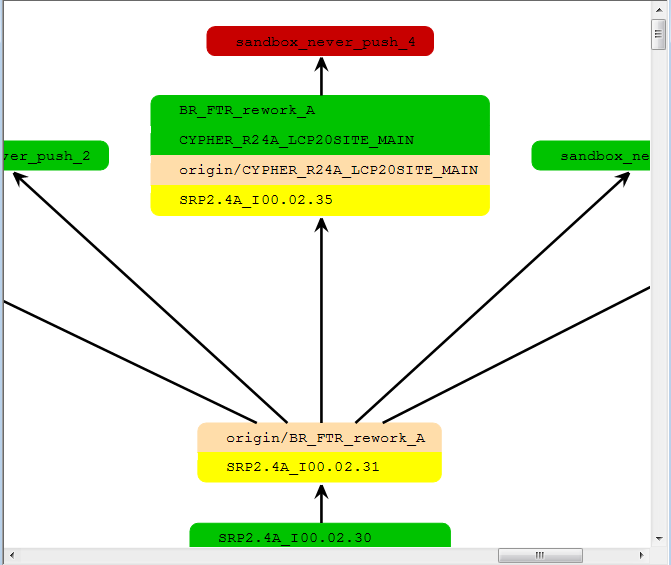 sandbox_never_push_4
BR_FTR_rework_A
CYPHER_R24A_LCP20SITE_MAIN
origin/CYPHER_R24A_LCP20SITE_MAIN
SRP2.4A_I00.02.35
ver_push_2
sandbox_ne
origin/BR_FTR_rework_A
SRP2.4A_I00.02.31
SRP2.4A_I00.02.30